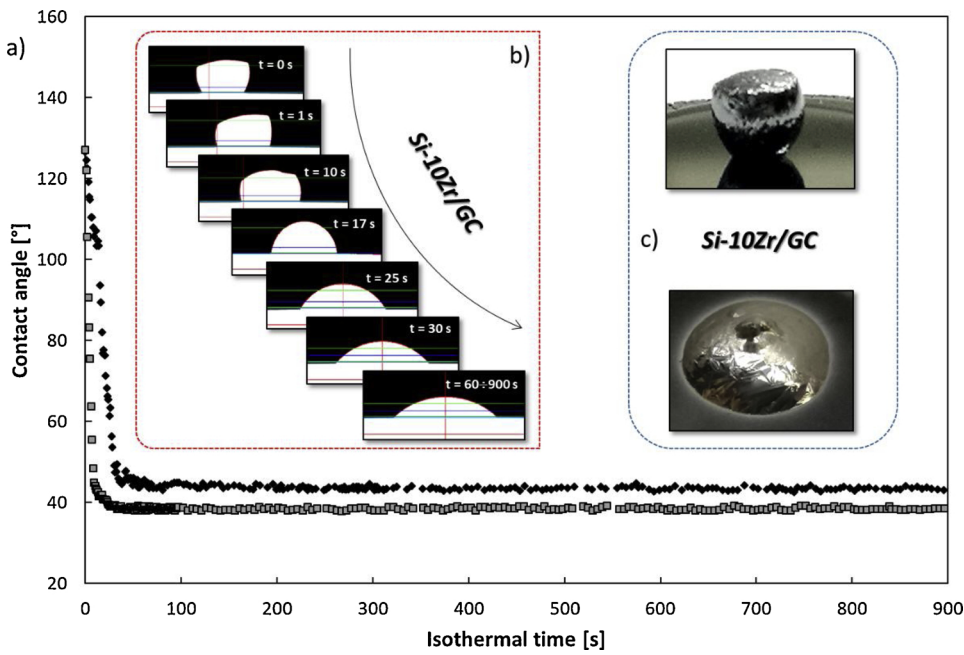 a)
160
140
120
100
80
60
40
20
Contact angle [°]
b)
t = 0 s
t = 1 s
t = 10 s
t = 17 s
t = 25 s
t = 30 s
t = 60÷900 s
Si-10Zr/GC
c) Si-10Zr/GC
0 100 200 300 400 500 600 700 800 900
Isothermal time [s]